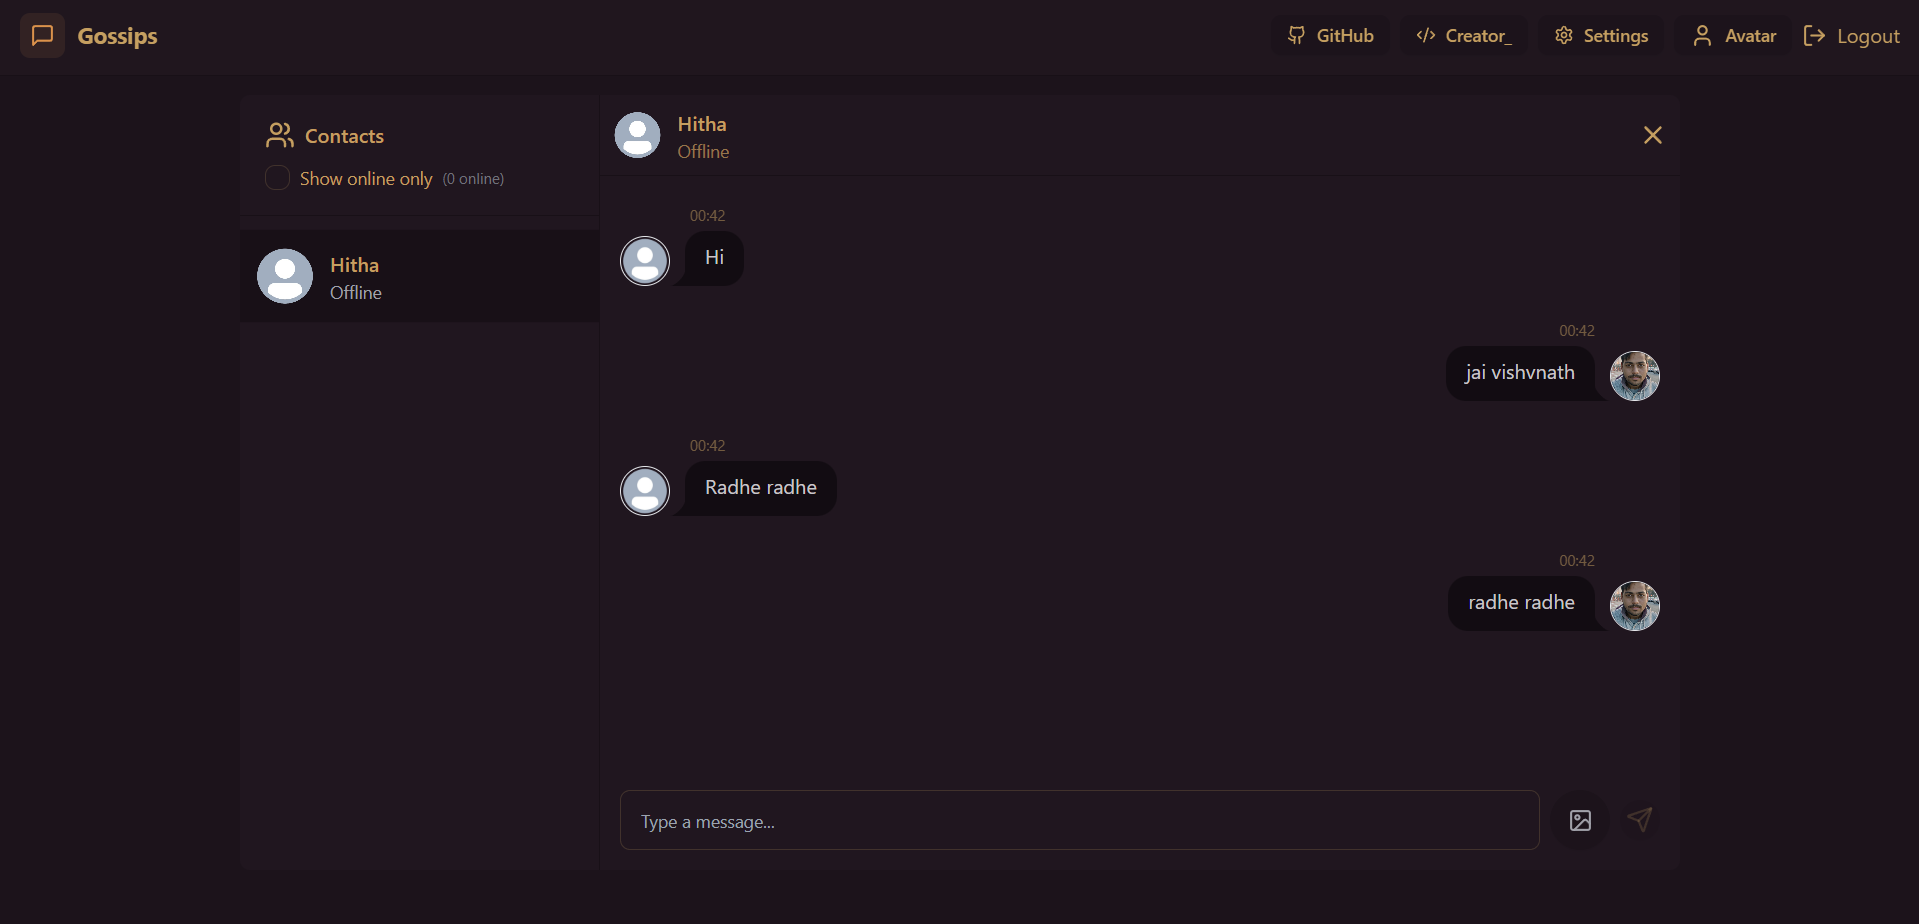 Gossips
GitHub
Creator_
Settings
Avatar
Logout
Contacts
Show online only (0 online)
Hitha
Offline
Hitha
Offline
00:42
Hi
00:42
jai vishvnath
00:42
Radhe radhe
00:42
radhe radhe
Type a message...